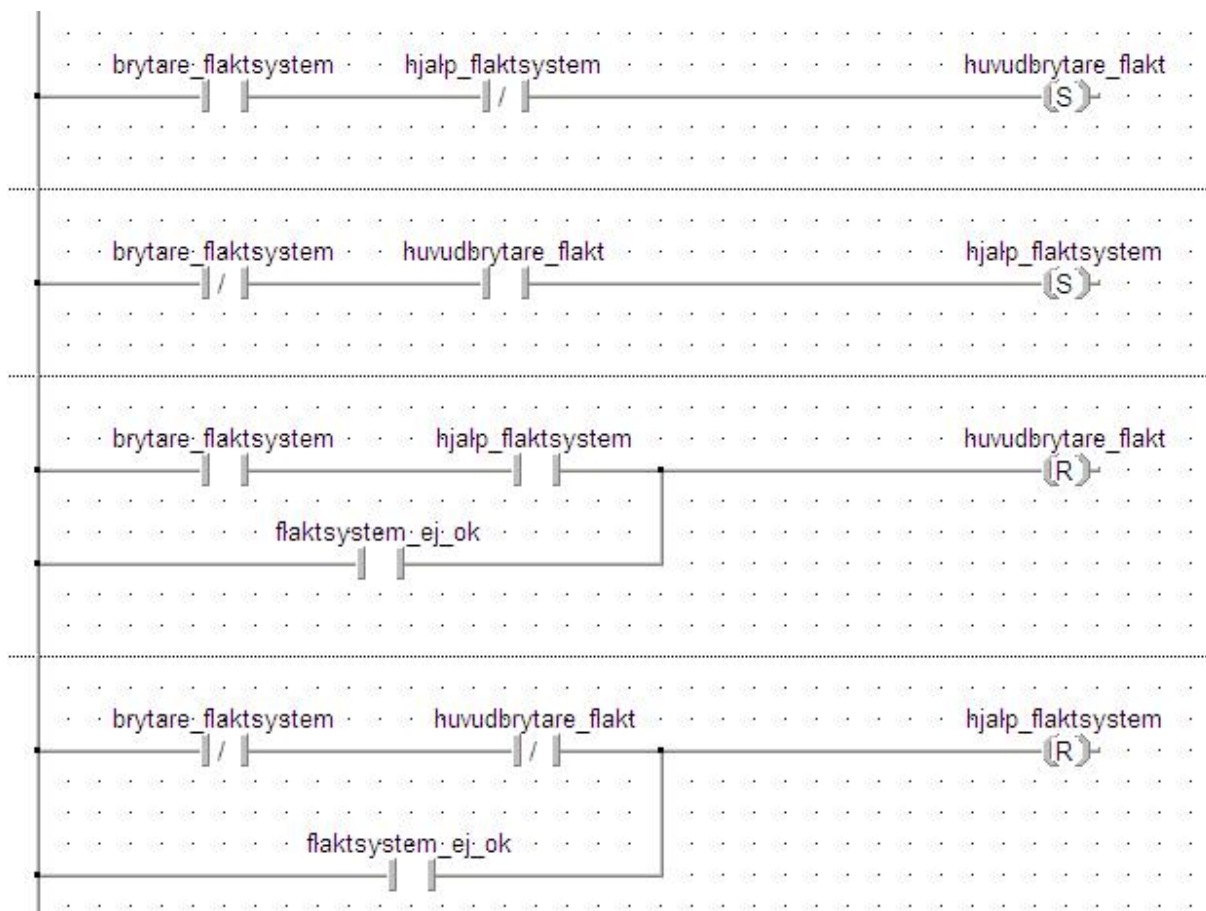 brytare_flaktsystem hjalp_flaktsystem huvudbrytare_flakt
/ S
brytare_flaktsystem huvudbrytare_flakt hjalp_flaktsystem
/ S
brytare_flaktsystem hjalp_flaktsystem huvudbrytare_flakt
R
flaktsystem_ej_ok
brytare_flaktsystem huvudbrytare_flakt hjalp_flaktsystem
/ / R
flaktsystem_ej_ok